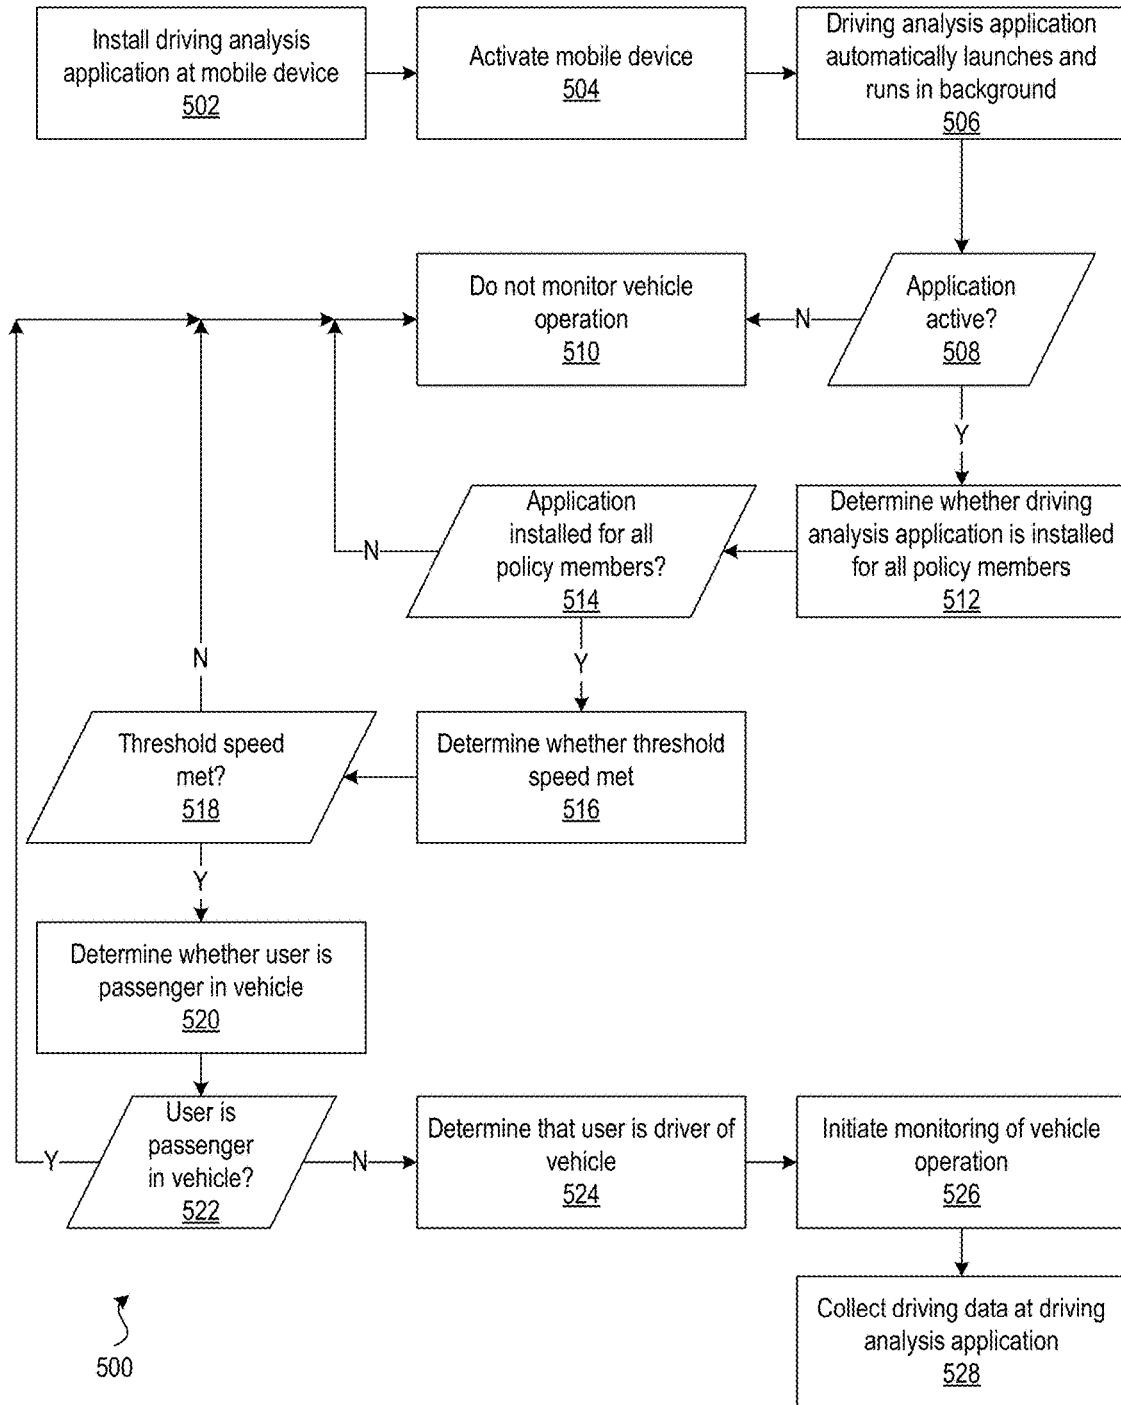 Install driving analysis
application at mobile device
502
Activate mobile device
504
Driving analysis application
automatically launches and
runs in background
506
Do not monitor vehicle
operation
510
N
Application
active?
508
Y
Application
installed for all
policy members?
514
N
Determine whether driving
analysis application is installed
for all policy members
512
Y
N
Threshold speed
met?
518
Determine whether threshold
speed met
516
Y
Determine whether user is
passenger in vehicle
520
Y
User is
passenger
in vehicle?
522
N
Determine that user is driver of
vehicle
524
Initiate monitoring of vehicle
operation
526
Collect driving data at driving
analysis application
528
500